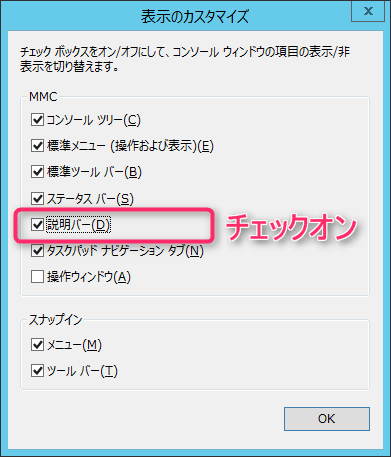 表示のカスタマイズ
x
チェック ボックスをオン/オフにして、コンソール ウィンドウの項目の表示/非
表示を切り替えます。
MMC
コンソール ツリー(C)
標準メニュー (操作および表示)(E)
標準ツール バー(B)
ステータス バー(S)
説明バー(D)
チェックオン
タスクパッド ナビゲーション タブ(N)
操作ウィンドウ(A)
スナップイン
メニュー(M)
ツール バー(T)
OK